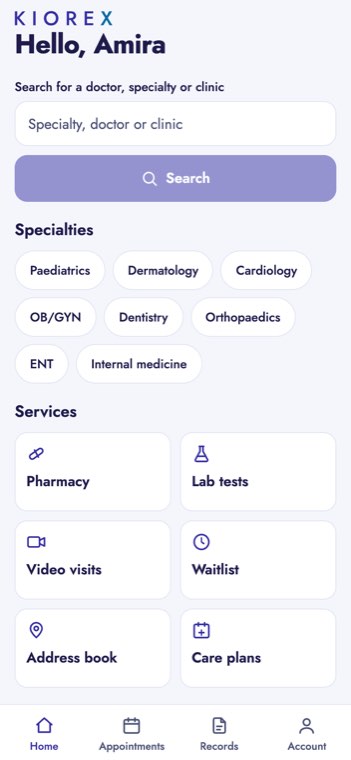 KIOREX
Hello, Amira
Search for a doctor, specialty or clinic
Specialty, doctor or clinic
Search
Specialties
Paediatrics Dermatology Cardiology
OB/GYN Dentistry Orthopaedics
ENT Internal medicine
Services
Pharmacy Lab tests
Video visits Waitlist
Address book Care plans
Home Appointments Records Account